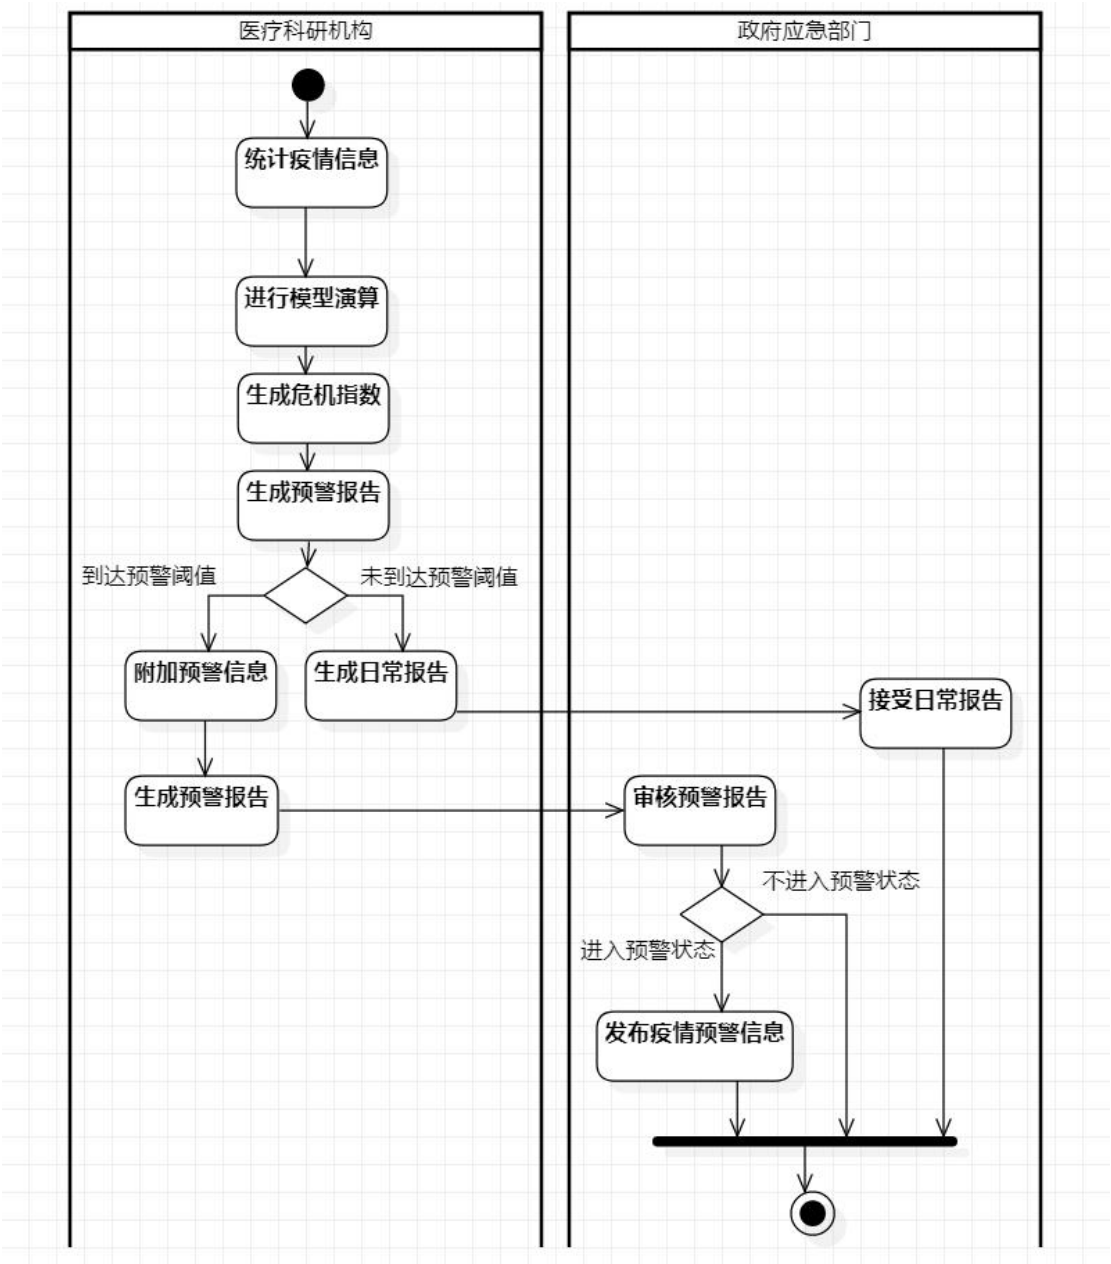 医疗科研机构
政府应急部门
统计疫情信息
进行模型演算
生成危机指数
生成预警报告
到达预警阈值
未到达预警阈值
附加预警信息
生成日常报告
接受日常报告
生成预警报告
审核预警报告
不进入预警状态
进入预警状态
发布疫情预警信息